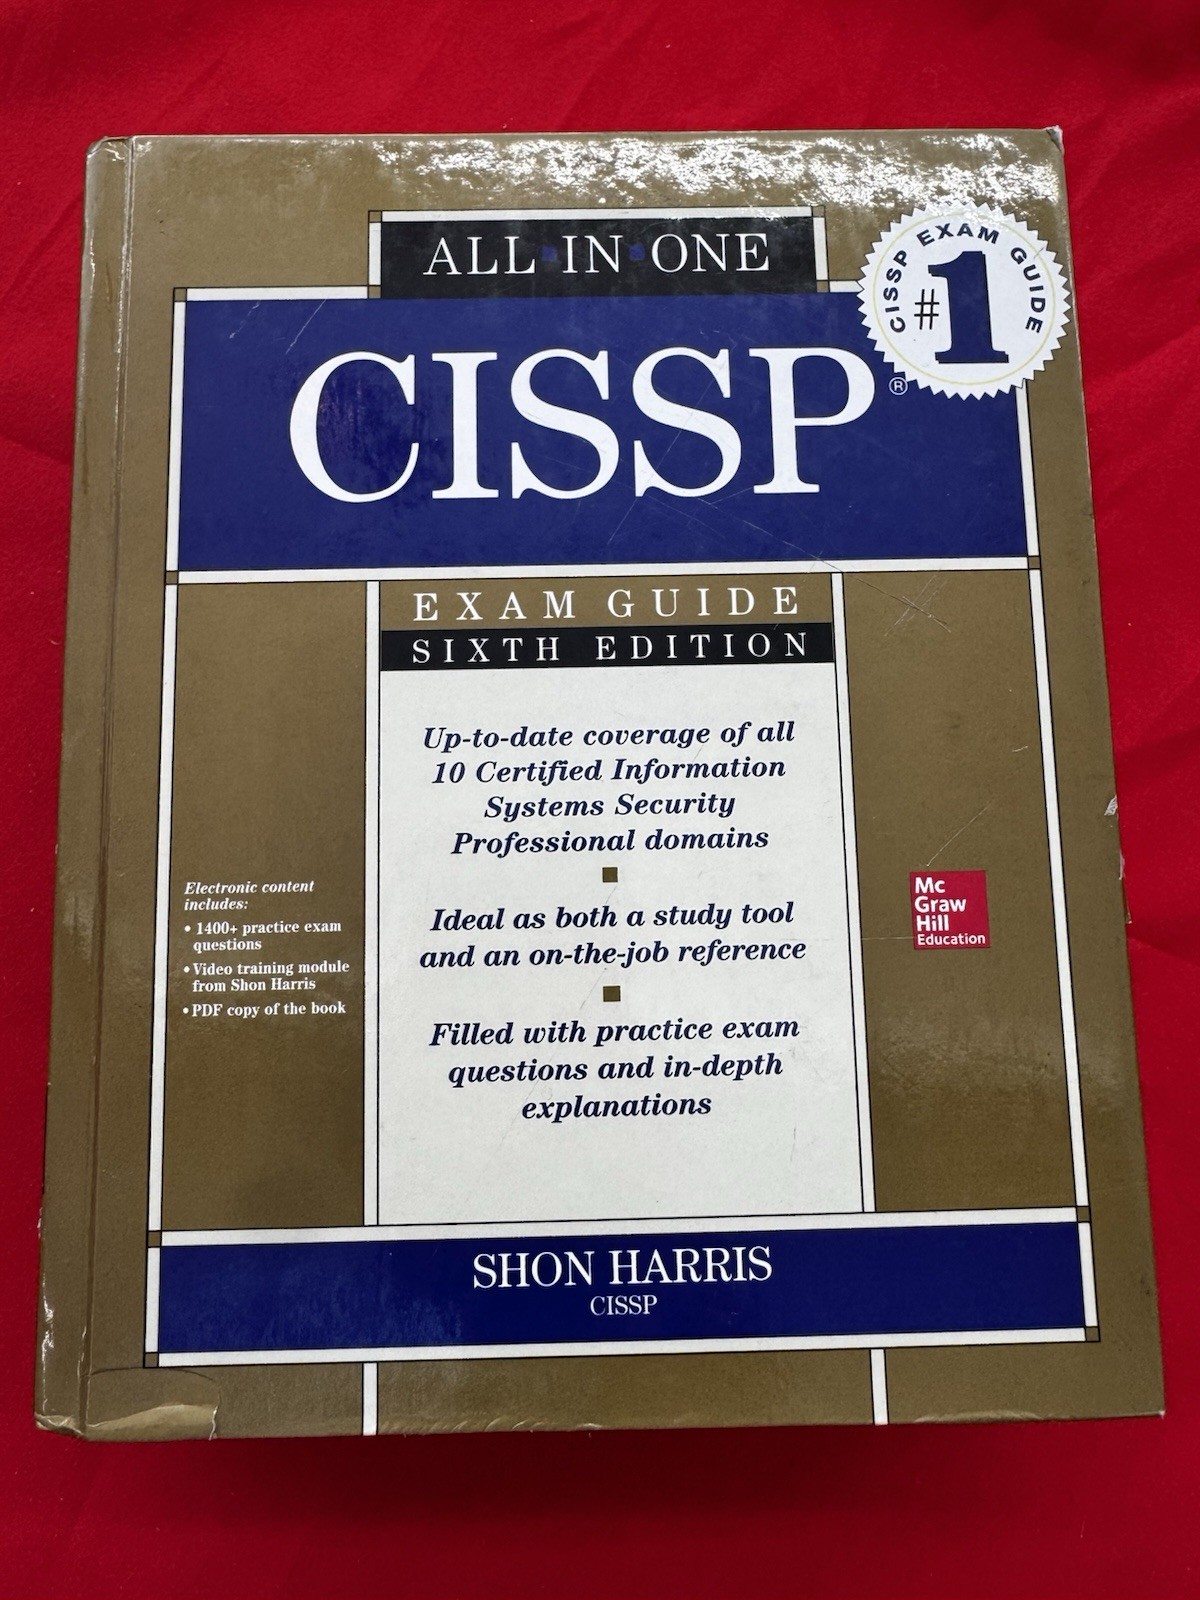 ALL·IN·ONE
CISSP EXAM GUIDE
#1
CISSP®
EXAM GUIDE
SIXTH EDITION
Up-to-date coverage of all
10 Certified Information
Systems Security
Professional domains
Ideal as both a study tool
and an on-the-job reference
Filled with practice exam
questions and in-depth
explanations
Electronic content
includes:
• 1400+ practice exam
questions
• Video training module
from Shon Harris
• PDF copy of the book
Mc
Graw
Hill
Education
SHON HARRIS
CISSP